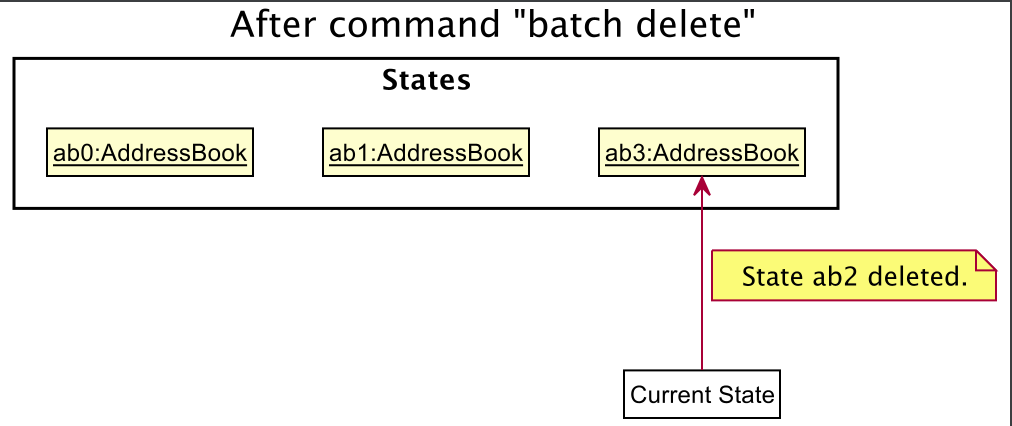 After command "batch delete"
States
ab0:AddressBook
ab1:AddressBook
ab3:AddressBook
State ab2 deleted.
Current State